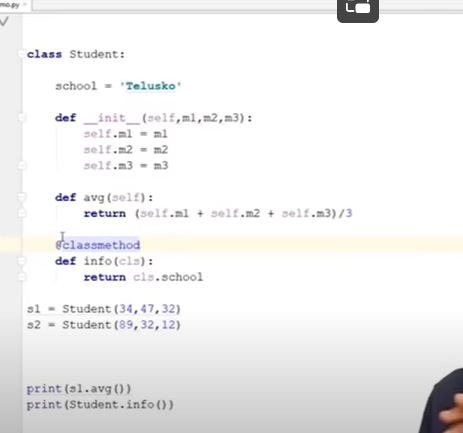 mo.py
class Student:
school = 'Telusko'
def __init__(self,m1,m2,m3):
self.m1 = m1
self.m2 = m2
self.m3 = m3
def avg(self):
return (self.m1 + self.m2 + self.m3)/3
@classmethod
def info(cls):
return cls.school
s1 = Student(34,47,32)
s2 = Student(89,32,12)
print(s1.avg())
print(Student.info())